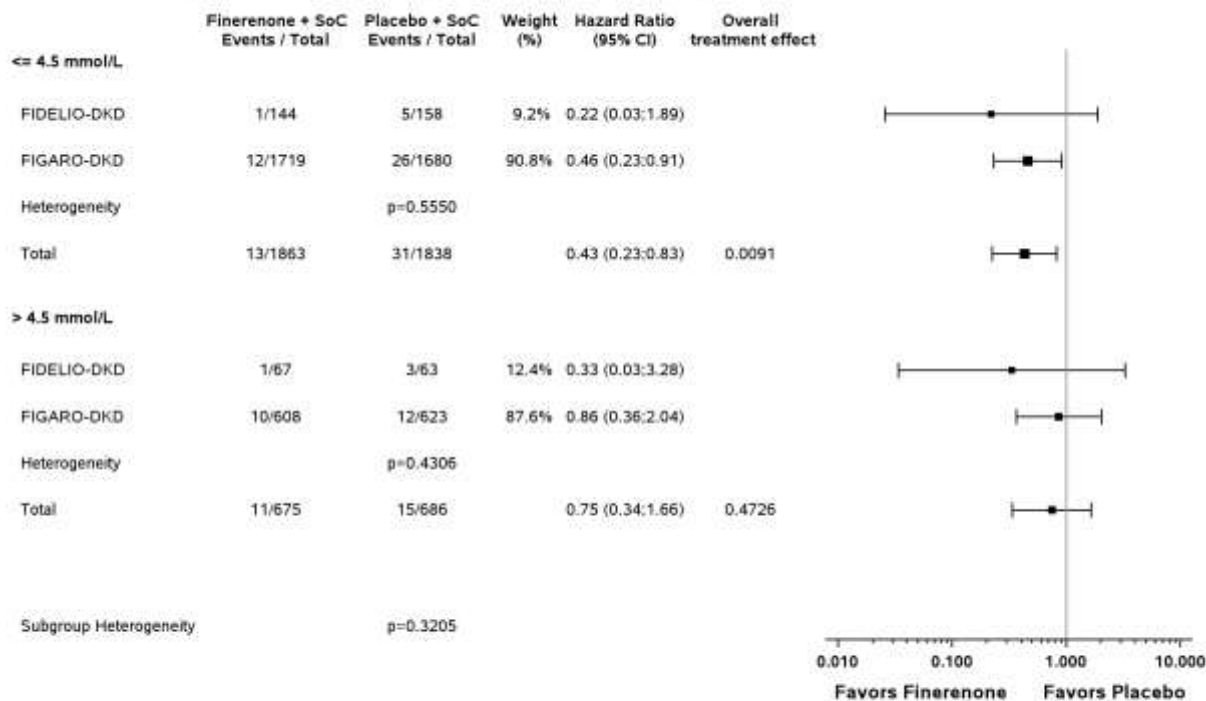 Finerenone + SoC Placebo + SoC Weight Hazard Ratio Overall
Events / Total Events / Total (%) (95% CI) treatment effect
<= 4.5 mmol/L
FIDELIO-DKD 1/144 5/158 9.2% 0.22 (0.03;1.89)
FIGARO-DKD 12/1719 26/1680 90.8% 0.46 (0.23;0.91)
Heterogeneity p=0.5550
Total 13/1863 31/1838 0.43 (0.23;0.83) 0.0091
> 4.5 mmol/L
FIDELIO-DKD 1/67 3/63 12.4% 0.33 (0.03;3.28)
FIGARO-DKD 10/608 12/623 87.6% 0.86 (0.36;2.04)
Heterogeneity p=0.4306
Total 11/675 15/686 0.75 (0.34;1.66) 0.4726
Subgroup Heterogeneity p=0.3205
0.010 0.100 1.000 10.000
Favors Finerenone Favors Placebo